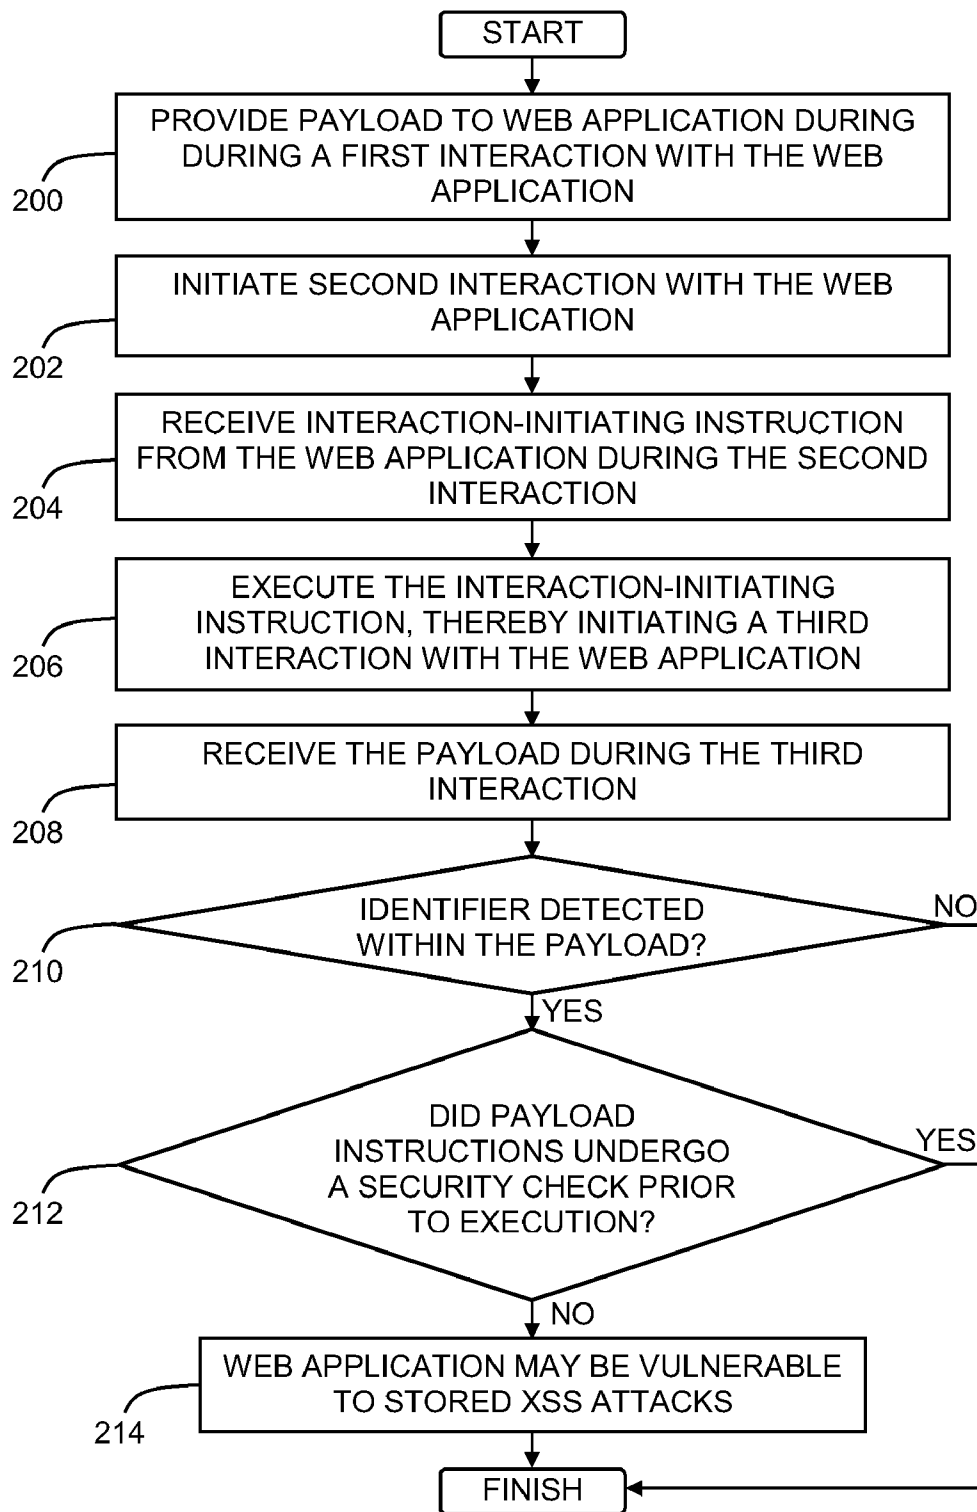 START
PROVIDE PAYLOAD TO WEB APPLICATION DURING
DURING A FIRST INTERACTION WITH THE WEB
APPLICATION
200
INITIATE SECOND INTERACTION WITH THE WEB
APPLICATION
202
RECEIVE INTERACTION-INITIATING INSTRUCTION
FROM THE WEB APPLICATION DURING THE SECOND
INTERACTION
204
EXECUTE THE INTERACTION-INITIATING
INSTRUCTION, THEREBY INITIATING A THIRD
INTERACTION WITH THE WEB APPLICATION
206
RECEIVE THE PAYLOAD DURING THE THIRD
INTERACTION
208
IDENTIFIER DETECTED
WITHIN THE PAYLOAD?
NO
210
YES
DID PAYLOAD
INSTRUCTIONS UNDERGO
A SECURITY CHECK PRIOR
TO EXECUTION?
YES
212
NO
WEB APPLICATION MAY BE VULNERABLE
TO STORED XSS ATTACKS
214
FINISH